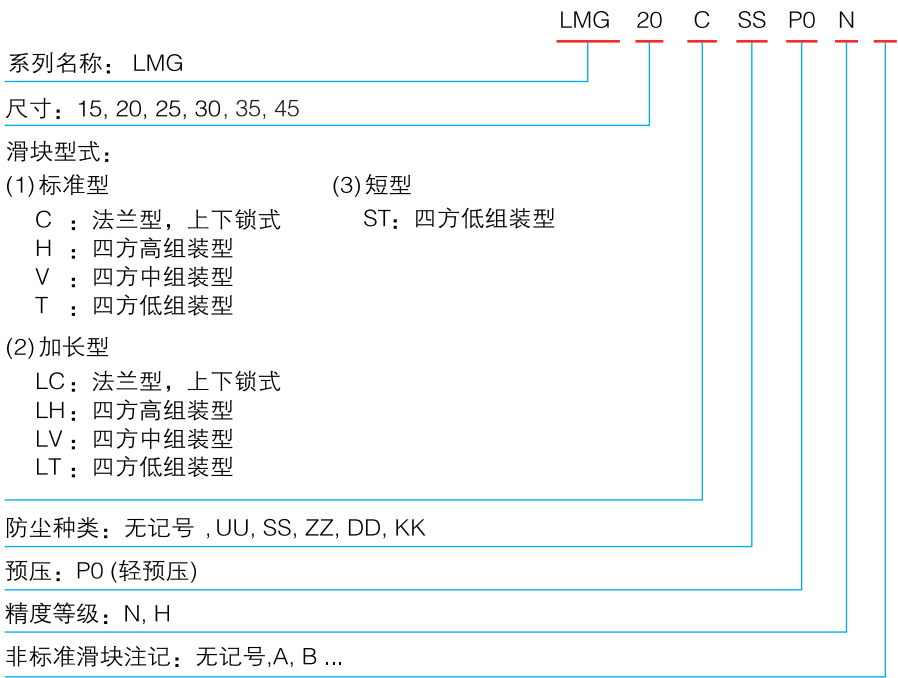 LMG 20 C SS P0 N
系列名称：LMG
尺寸：15, 20, 25, 30, 35, 45
滑块型式：
(1)标准型 (3)短型
C ：法兰型，上下锁式 ST：四方低组装型
H ：四方高组装型
V ：四方中组装型
T ：四方低组装型
(2)加长型
LC：法兰型，上下锁式
LH：四方高组装型
LV：四方中组装型
LT：四方低组装型
防尘种类：无记号 ,UU, SS, ZZ, DD, KK
预压：P0 (轻预压)
精度等级：N, H
非标准滑块注记：无记号,A, B ...